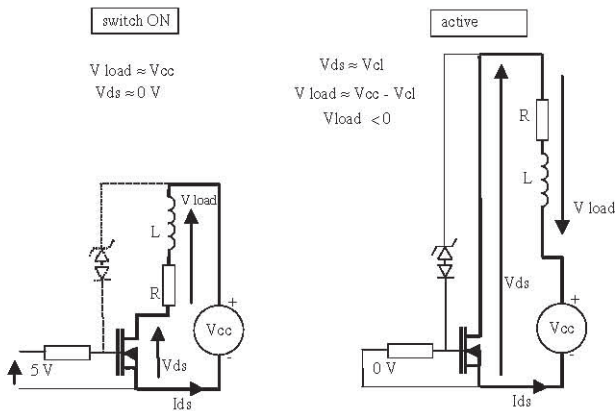 switch ON
V load ≈ Vcc
Vds ≈ 0 V
V load
L
R
+
Vcc
-
Vds
5 V
Ids
active
Vds ≈ Vcl
V load ≈ Vcc - Vcl
Vload < 0
R
L
V load
Vds
+
Vcc
-
0 V
Ids